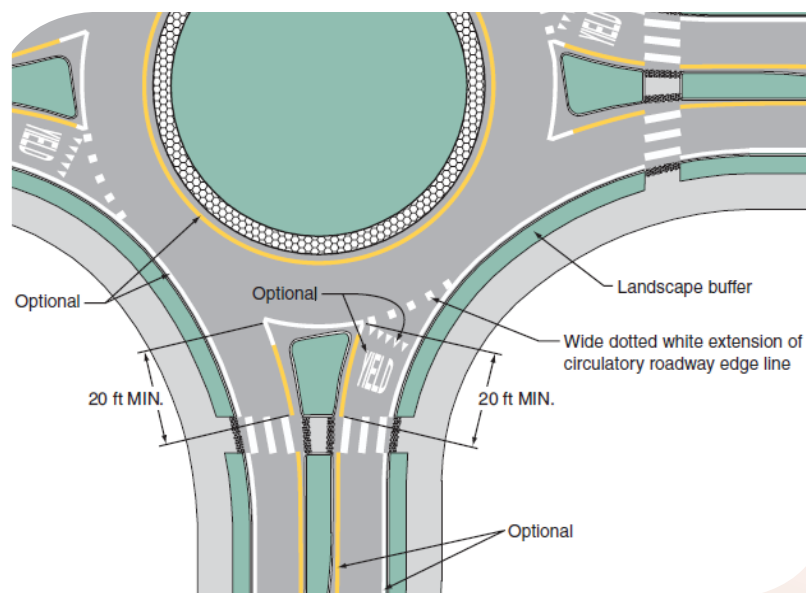 YIELD
YIELD
Optional
Optional
Landscape buffer
Wide dotted white extension of
circulatory roadway edge line
YIELD
20 ft MIN.
20 ft MIN.
Optional